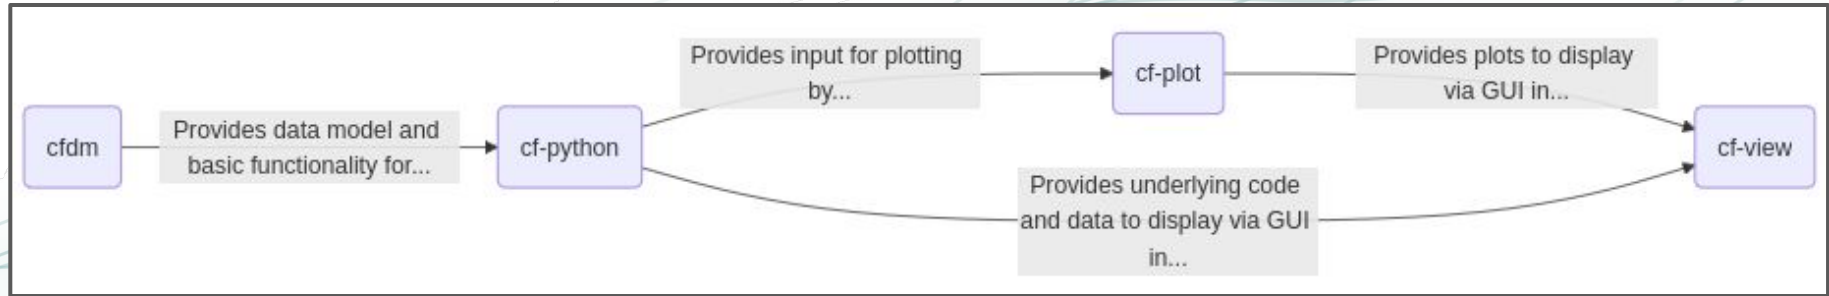 cfdm
Provides data model and
basic functionality for...
cf-python
Provides input for plotting
by...
cf-plot
Provides plots to display
via GUI in...
Provides underlying code
and data to display via GUI
in...
cf-view